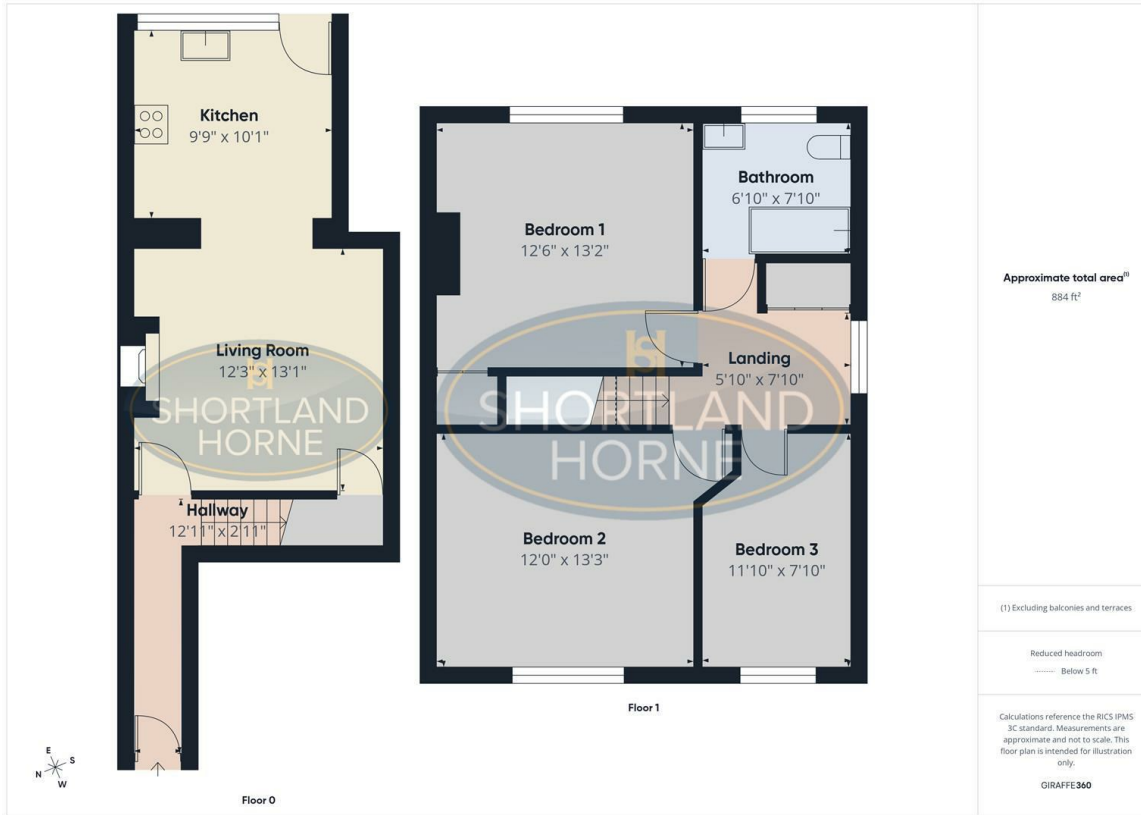 Kitchen
9'9" x 10'1"
Living Room
12'3" x 13'1"
SHORTLAND
HORNE
Hallway
12'11" x 2'11"
E
S
N
W
Floor 0
Bedroom 1
12'6" x 13'2"
Bathroom
6'10" x 7'10"
Landing
5'10" x 7'10"
SHORTLAND
HORNE
Bedroom 2
12'0" x 13'3"
Bedroom 3
11'10" x 7'10"
Floor 1
Approximate total area(1)
884 ft²
(1) Excluding balconies and terraces
Reduced headroom
Below 5 ft
Calculations reference the RICS IPMS
3C standard. Measurements are
approximate and not to scale. This
floor plan is intended for illustration
only.
GIRAFFE360